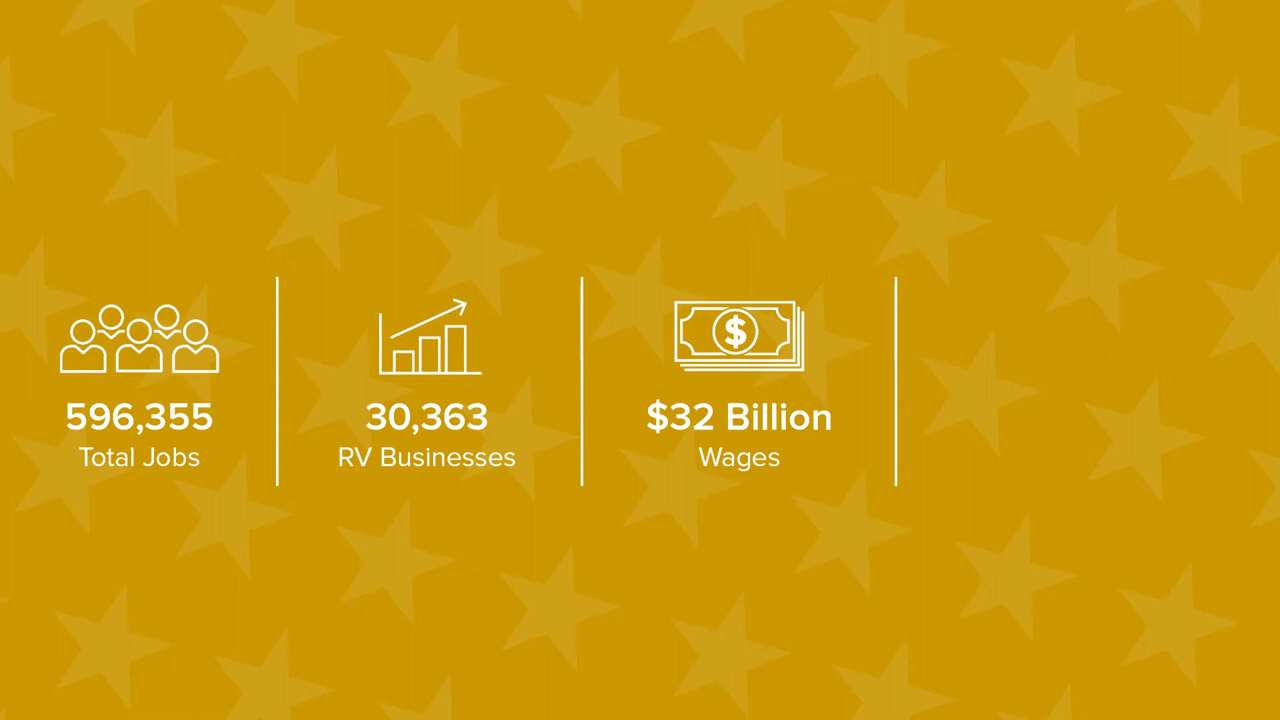 596,355
Total Jobs
30,363
RV Businesses
$32 Billion
Wages